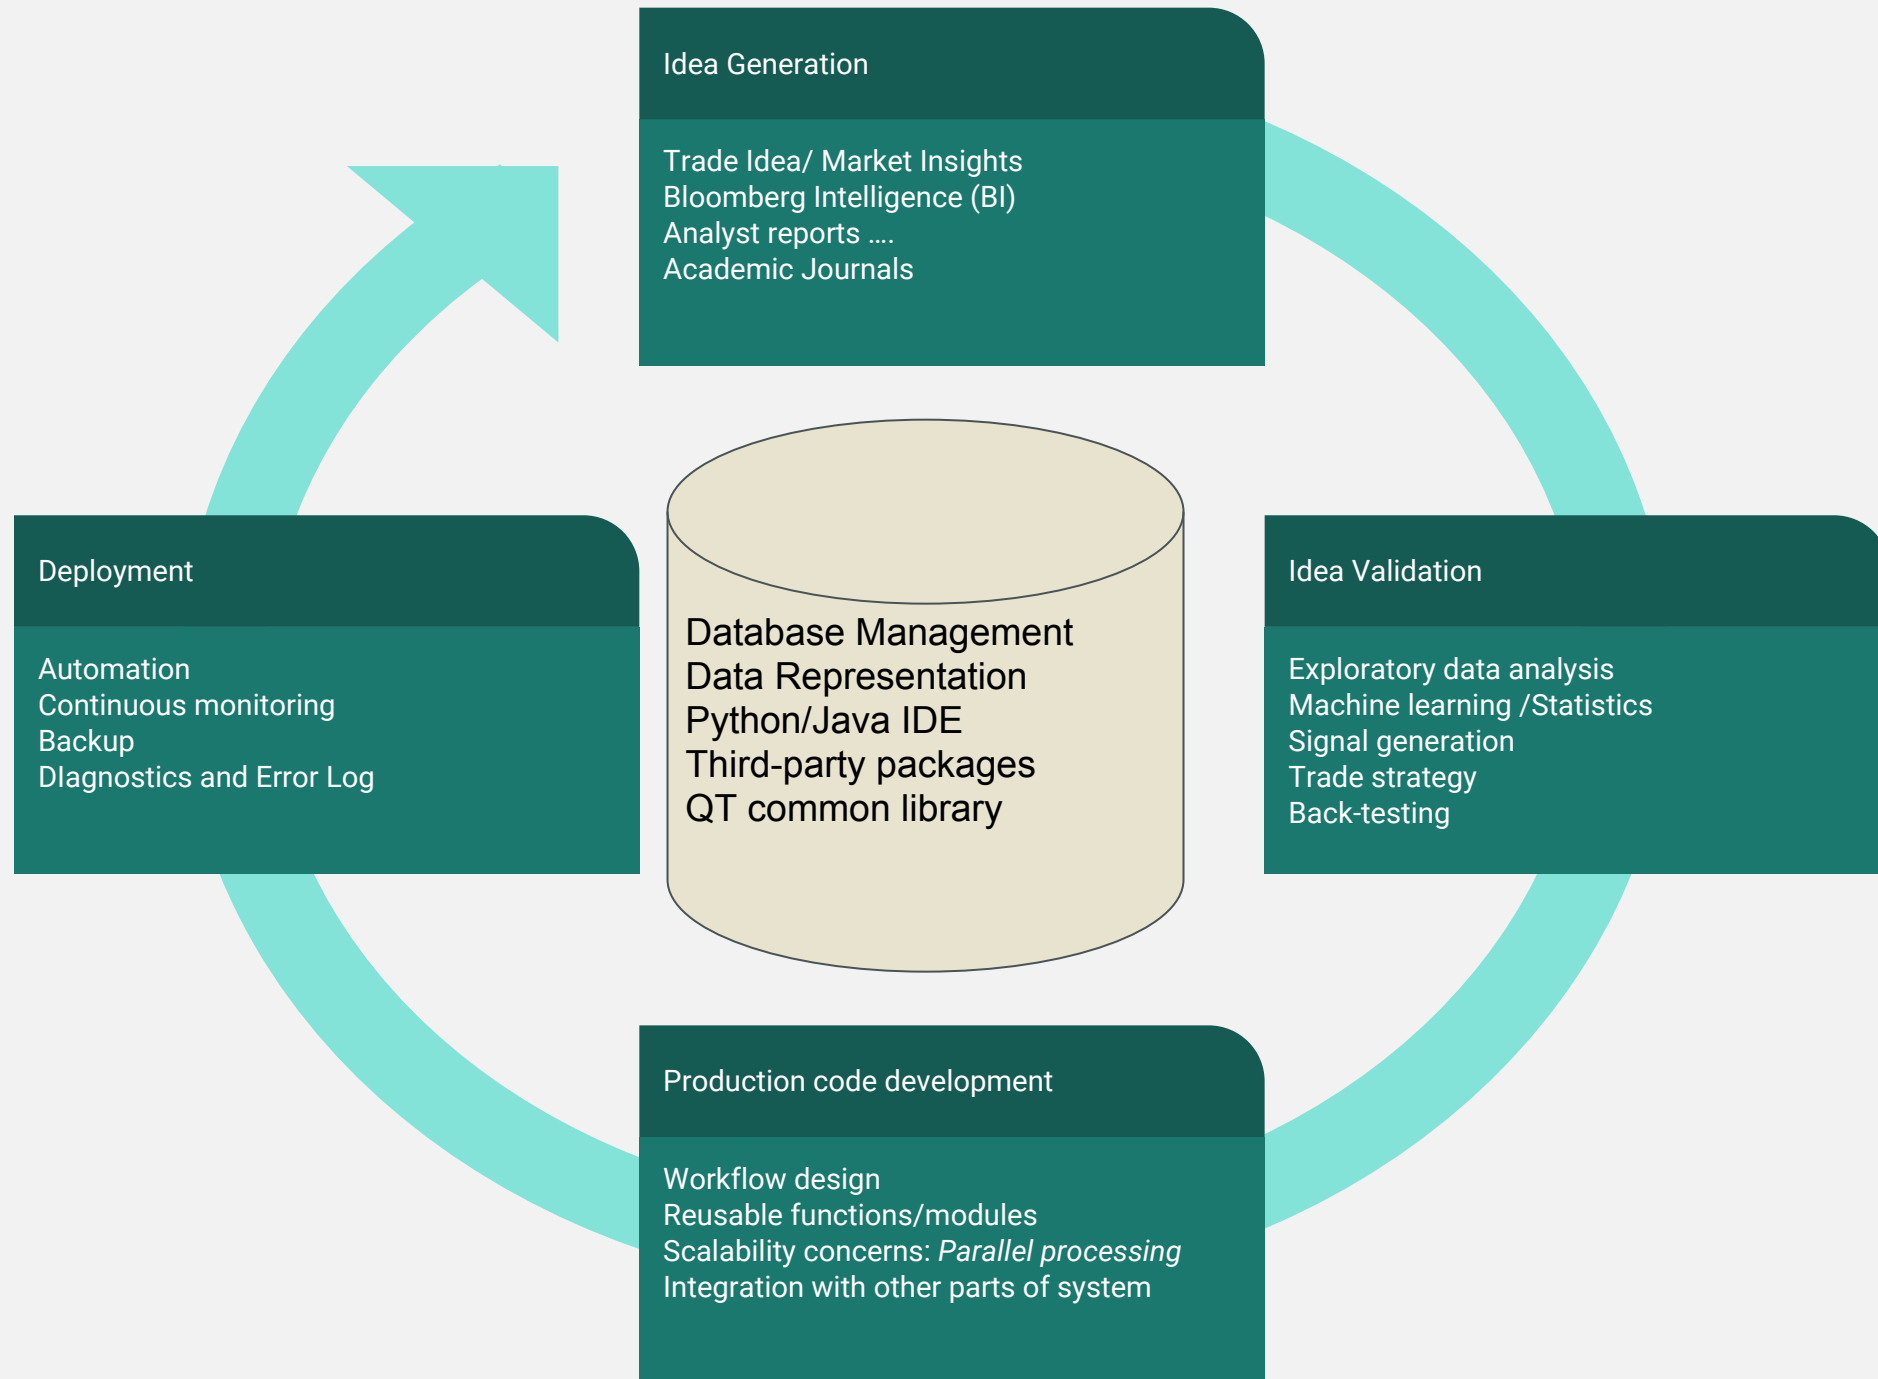 Idea Generation
Trade Idea/ Market Insights
Bloomberg Intelligence (BI)
Analyst reports ....
Academic Journals
Deployment
Automation
Continuous monitoring
Backup
DIagnostics and Error Log
Database Management
Data Representation
Python/Java IDE
Third-party packages
QT common library
Idea Validation
Exploratory data analysis
Machine learning /Statistics
Signal generation
Trade strategy
Back-testing
Production code development
Workflow design
Reusable functions/modules
Scalability concerns: Parallel processing
Integration with other parts of system